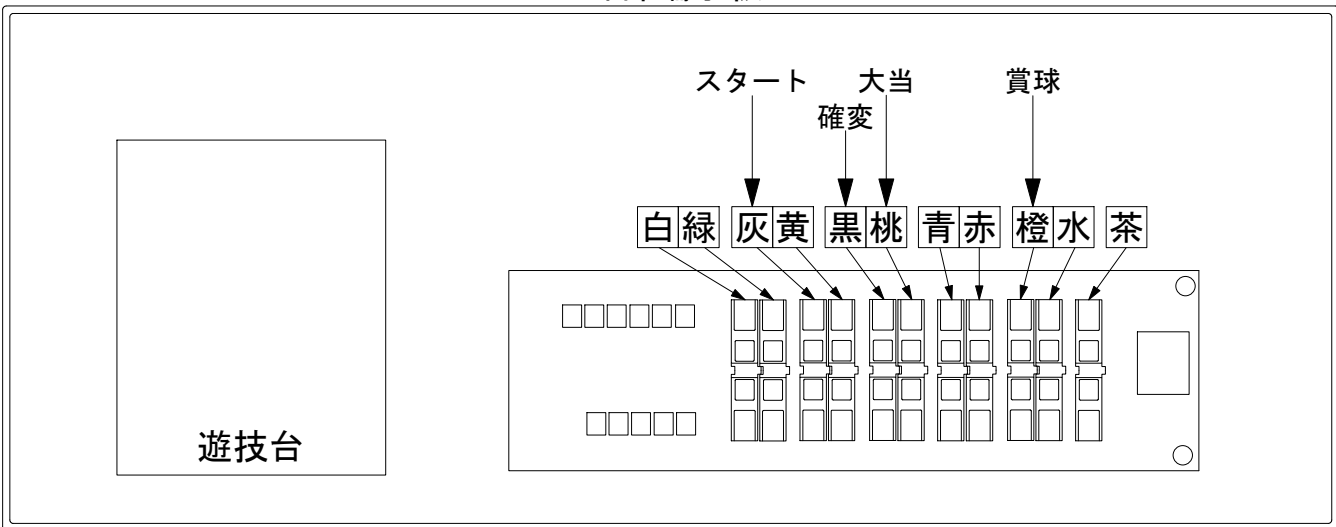 スタート 大当 賞球
確変
白 緑 灰 黄 黒 桃 青 赤 橙 水 茶
遊技台